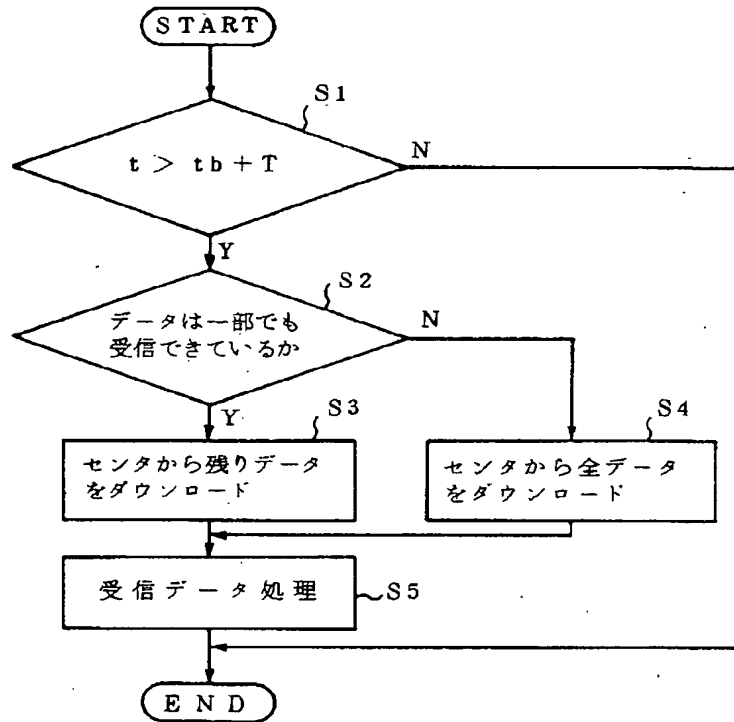 START
S1
t > tb + T
N
Y
S2
データは一部でも
受信できているか
N
Y
S3
S4
センタから残りデータ
をダウンロード
センタから全データ
をダウンロード
受信データ処理
S5
END